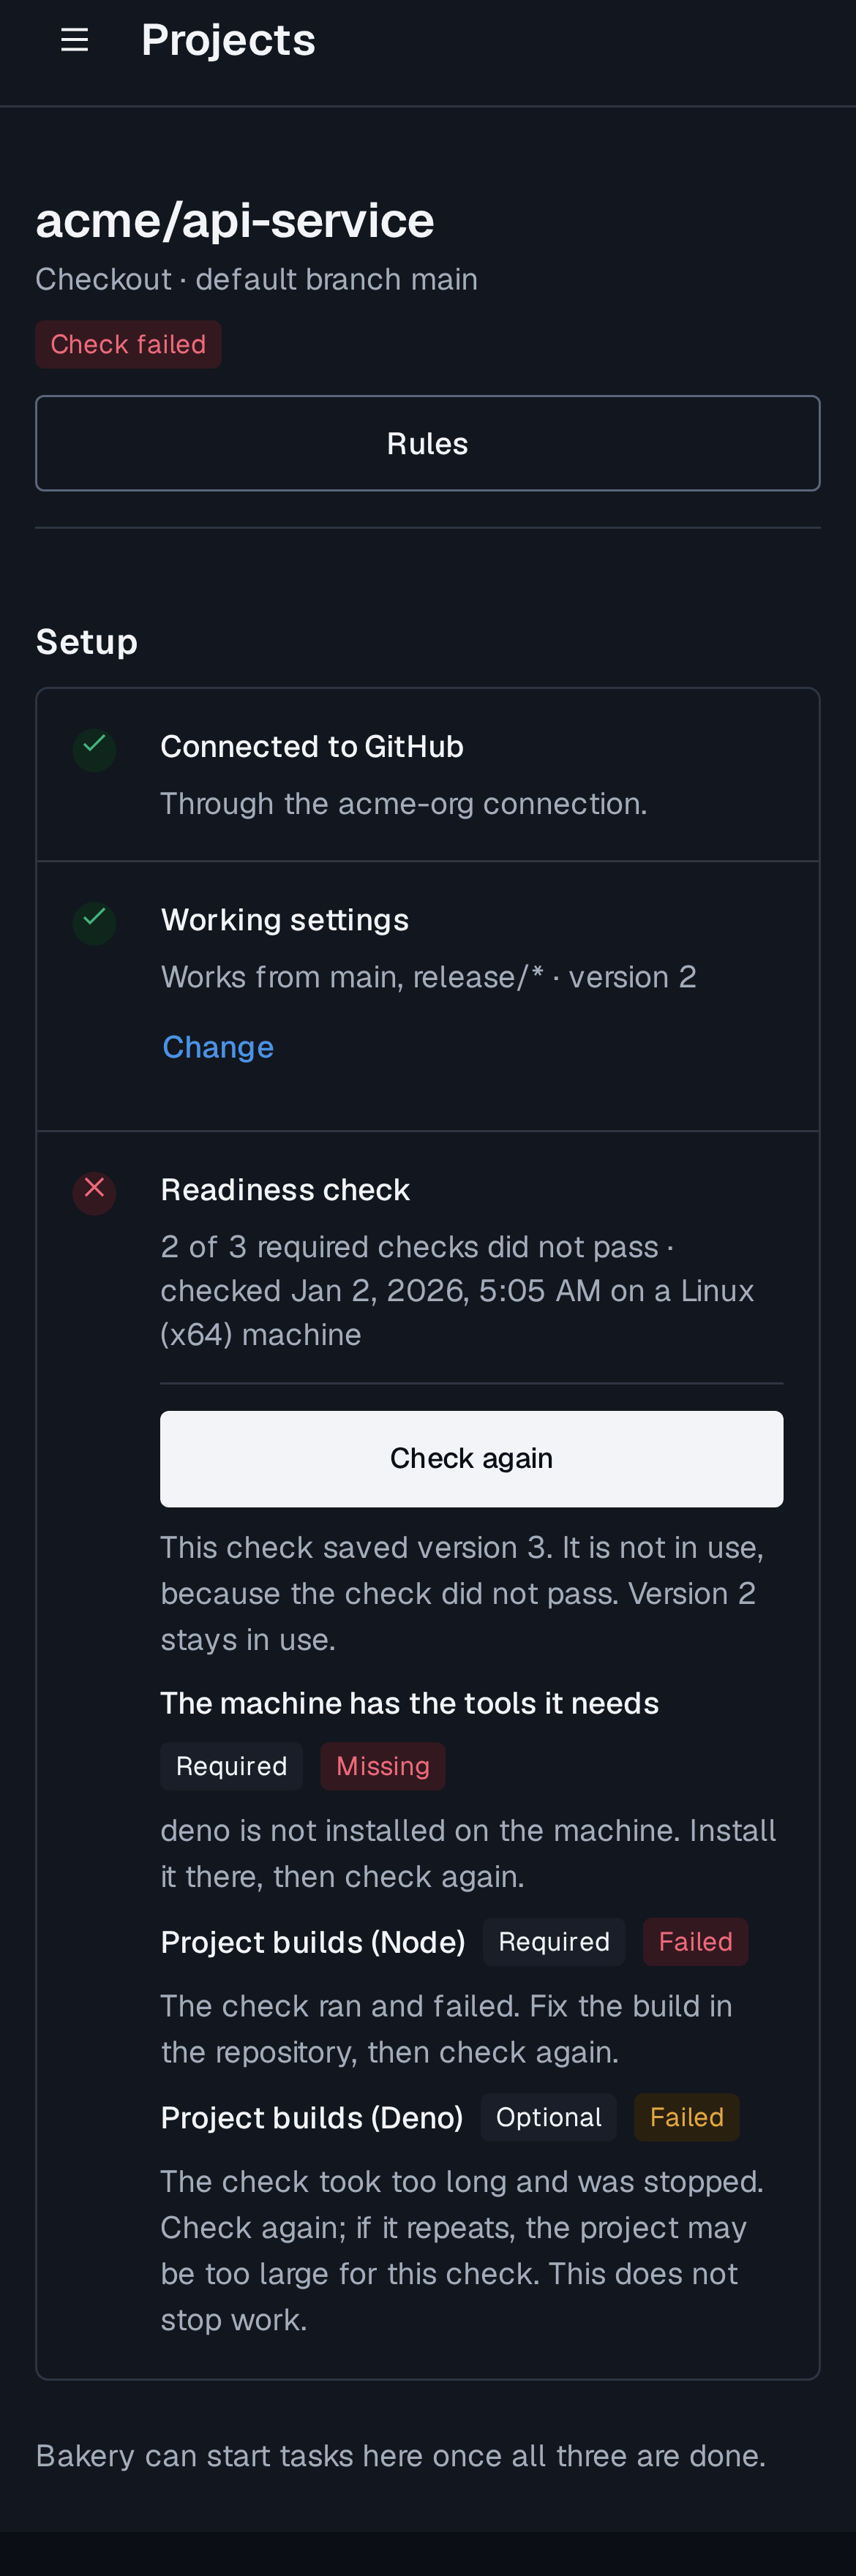 Projects
acme/api-service
Checkout · default branch main
Check failed
Rules
Setup
Connected to GitHub
Through the acme-org connection.
Working settings
Works from main, release/* · version 2
Change
Readiness check
2 of 3 required checks did not pass ·
checked Jan 2, 2026, 5:05 AM on a Linux
(x64) machine
Check again
This check saved version 3. It is not in use,
because the check did not pass. Version 2
stays in use.
The machine has the tools it needs
Required Missing
deno is not installed on the machine. Install
it there, then check again.
Project builds (Node) Required Failed
The check ran and failed. Fix the build in
the repository, then check again.
Project builds (Deno) Optional Failed
The check took too long and was stopped.
Check again; if it repeats, the project may
be too large for this check. This does not
stop work.
Bakery can start tasks here once all three are done.